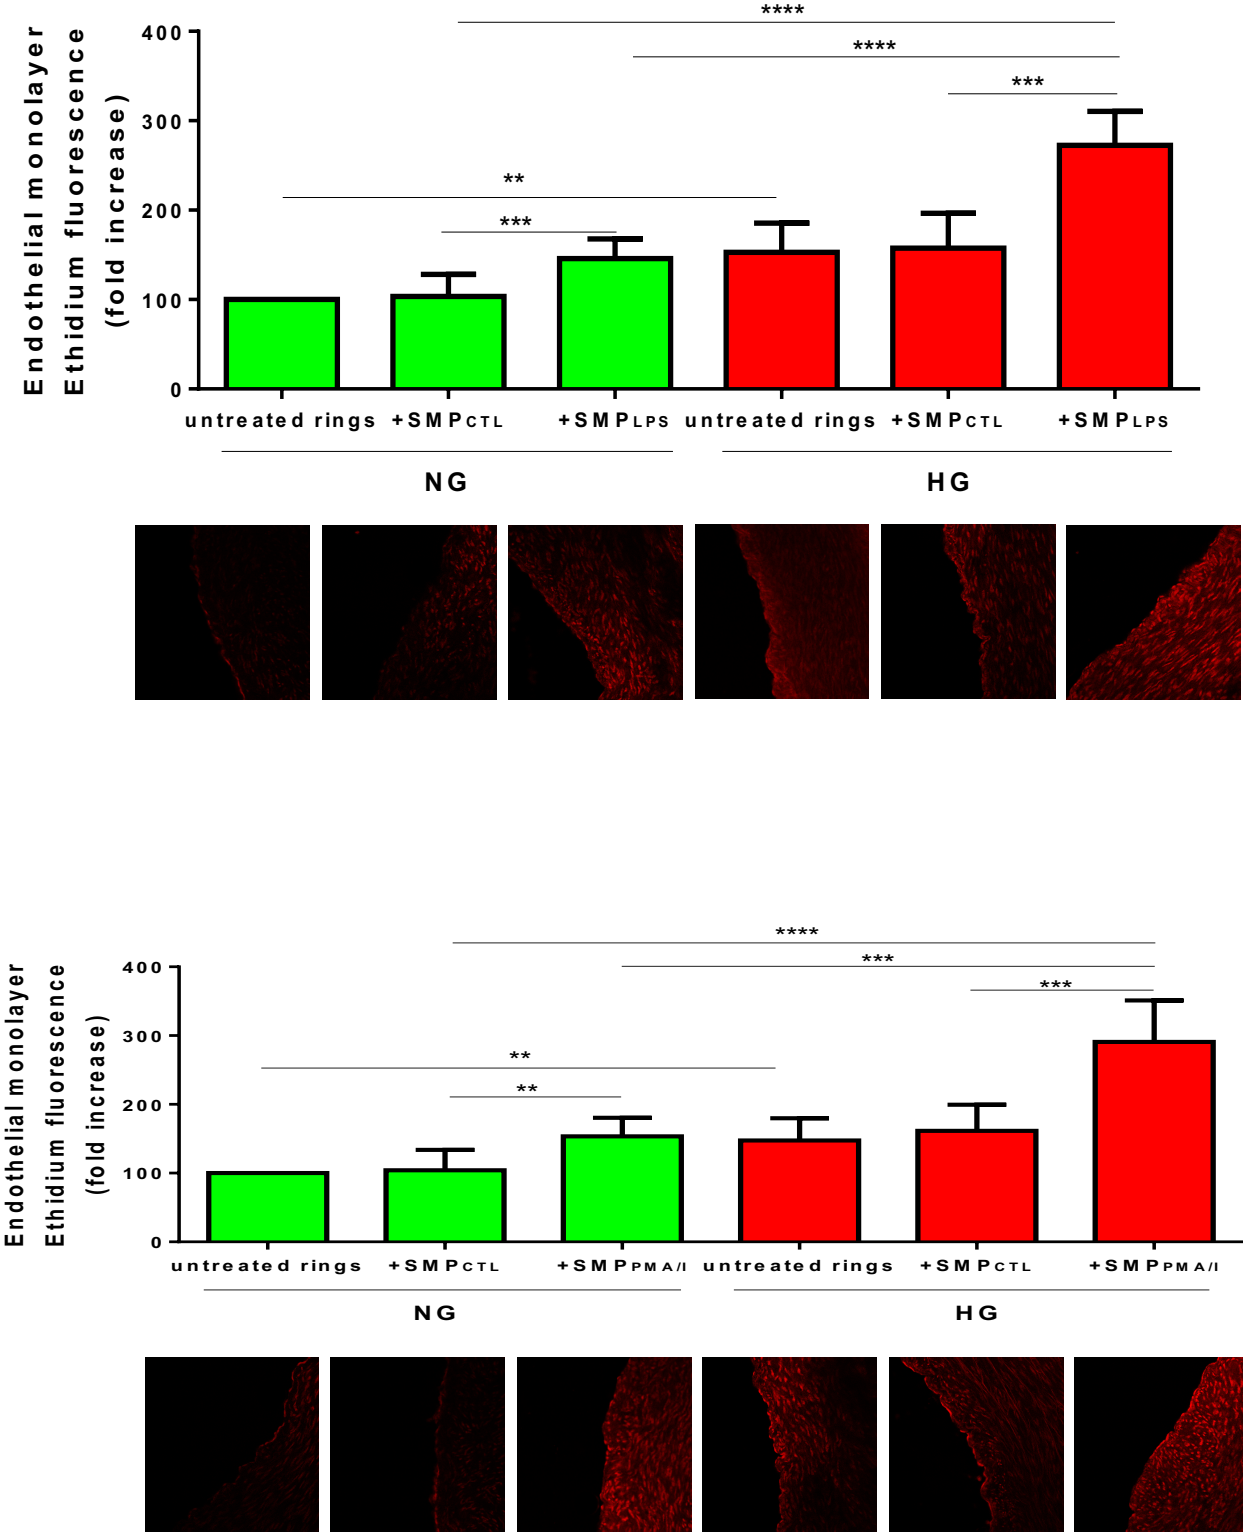 ****
****
***
**
***
Endothelial monolayer
Ethidium fluorescence
(fold increase)
400
300
200
100
0
untreated rings +SMPCTL +SMPLPS untreated rings +SMPCTL +SMPLPS
NG HG
****
***
***
**
**
Endothelial monolayer
Ethidium fluorescence
(fold increase)
400
300
200
100
0
untreated rings +SMPCTL +SMPPMA/I untreated rings +SMPCTL +SMPPMA/I
NG HG